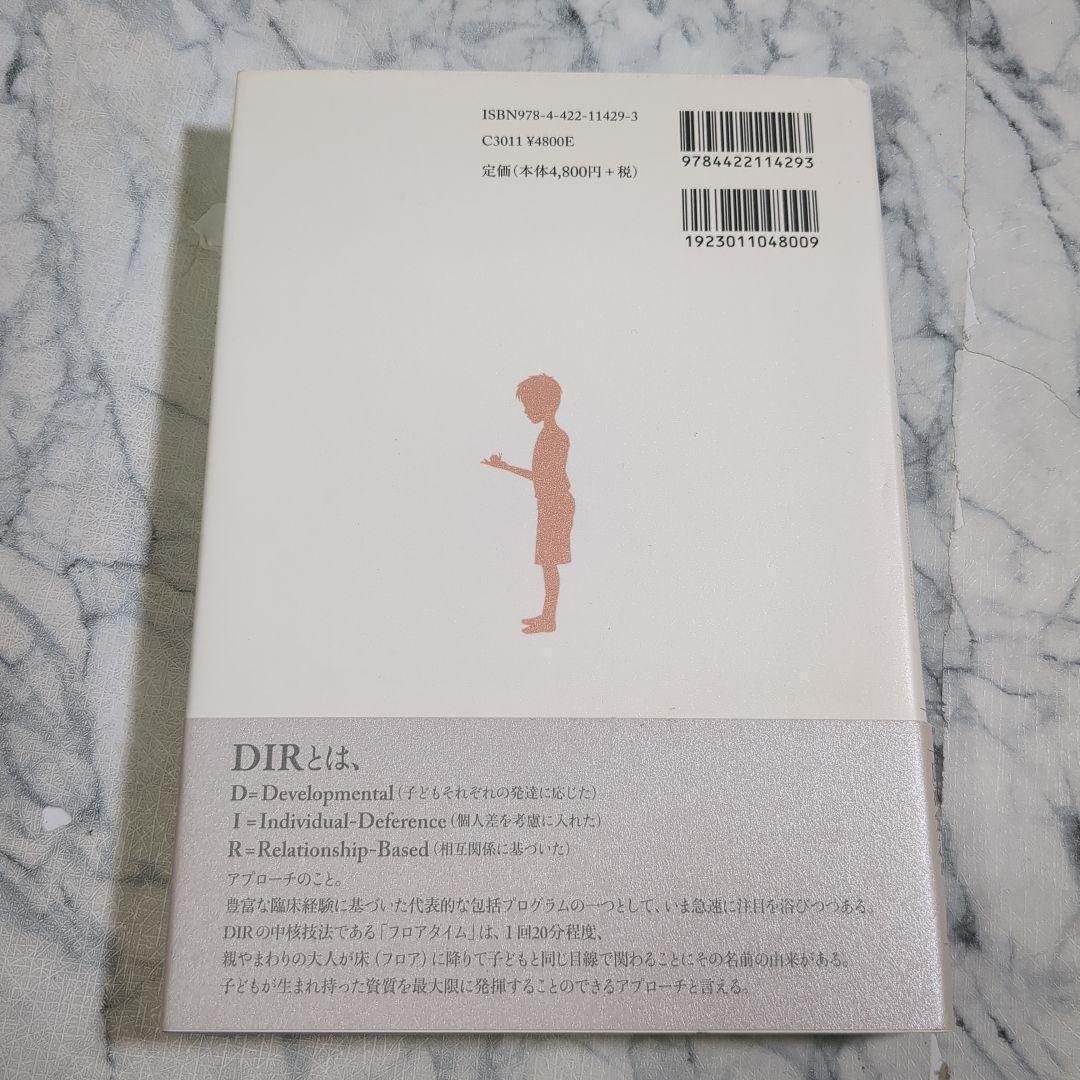 ISBN978-4-422-11429-3
C3011 ¥4800E
定価(本体4,800円+税)
9784422114293
1923011048009
DIRとは、
D=Developmental(子どもそれぞれの発達に応じた)
I=Individual-Deference(個人差を考慮に入れた)
R=Relationship-Based(相互関係に基づいた)
アプローチのこと。
豊富な臨床経験に基づいた代表的な包括プログラムの一つとして、いま急速に注目を浴びつつある。
DIRの中核技法である「フロアタイム」は、1回20分程度、
親やまわりの大人が床(フロア)に降りて子どもと同じ目線で関わることにその名前の由来がある。
子どもが生まれ持った資質を最大限に発揮することのできるアプローチと言える。